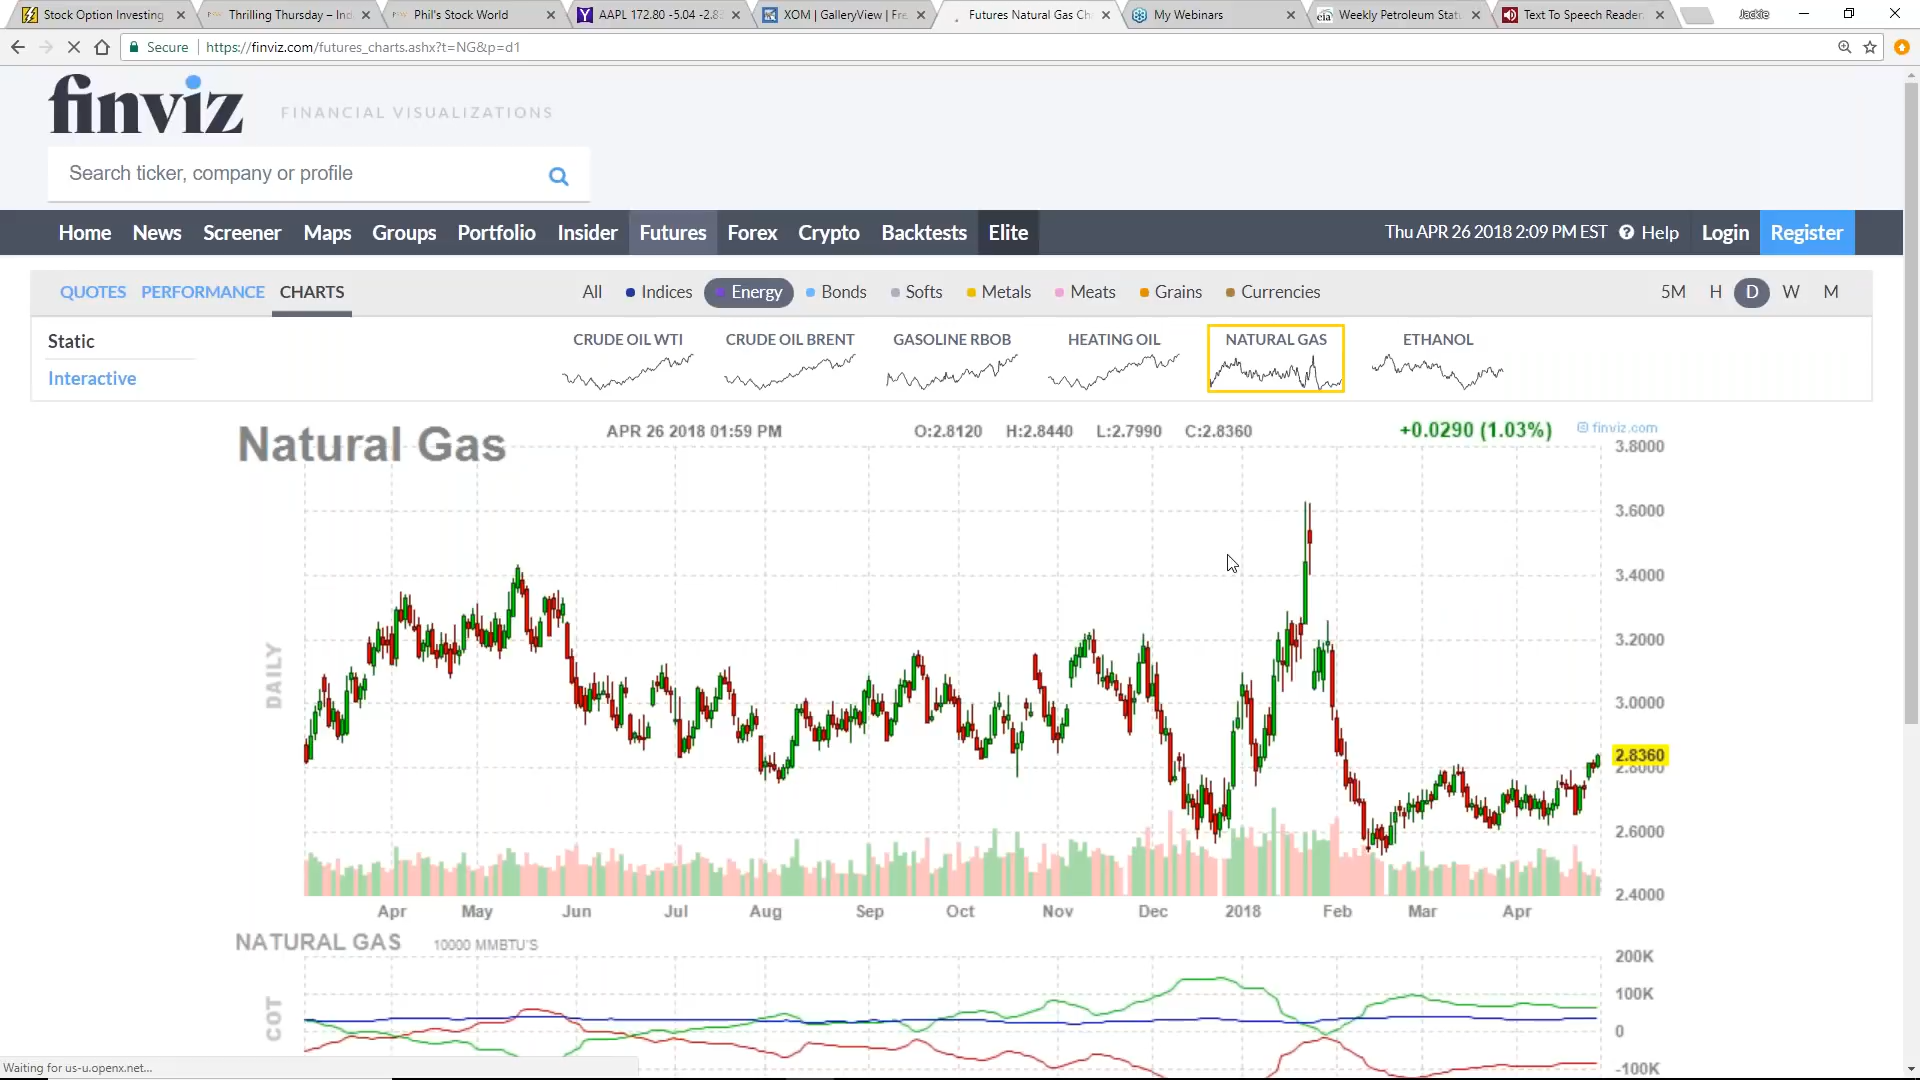 Stock Option Investing
Thrilling Thursday – Ind
Phil's Stock World
AAPL 172.80 -5.04 -2.8
XOM | GalleryView | Fre
Futures Natural Gas Ch
My Webinars
eia Weekly Petroleum Stat
Text To Speech Reader
Jackie
Secure https://finviz.com/futures_charts.ashx?t=NG&p=d1
finviz FINANCIAL VISUALIZATIONS
Search ticker, company or profile
Home News Screener Maps Groups Portfolio Insider Futures Forex Crypto Backtests Elite Thu APR 26 2018 2:09 PM EST Help Login Register
QUOTES PERFORMANCE CHARTS All Indices Energy Bonds Softs Metals Meats Grains Currencies 5M H D W M
Static CRUDE OIL WTI CRUDE OIL BRENT GASOLINE RBOB HEATING OIL NATURAL GAS ETHANOL
Interactive
Natural Gas APR 26 2018 01:59 PM O:2.8120 H:2.8440 L:2.7990 C:2.8360 +0.0290 (1.03%) © finviz.com
3.8000
3.6000
3.4000
3.2000
DAILY
3.0000
2.8360
2.8000
2.6000
2.4000
Apr May Jun Jul Aug Sep Oct Nov Dec 2018 Feb Mar Apr
NATURAL GAS 10000 MMBTU'S
200K
100K
COT
0
-100K
Waiting for us-u.openx.net...